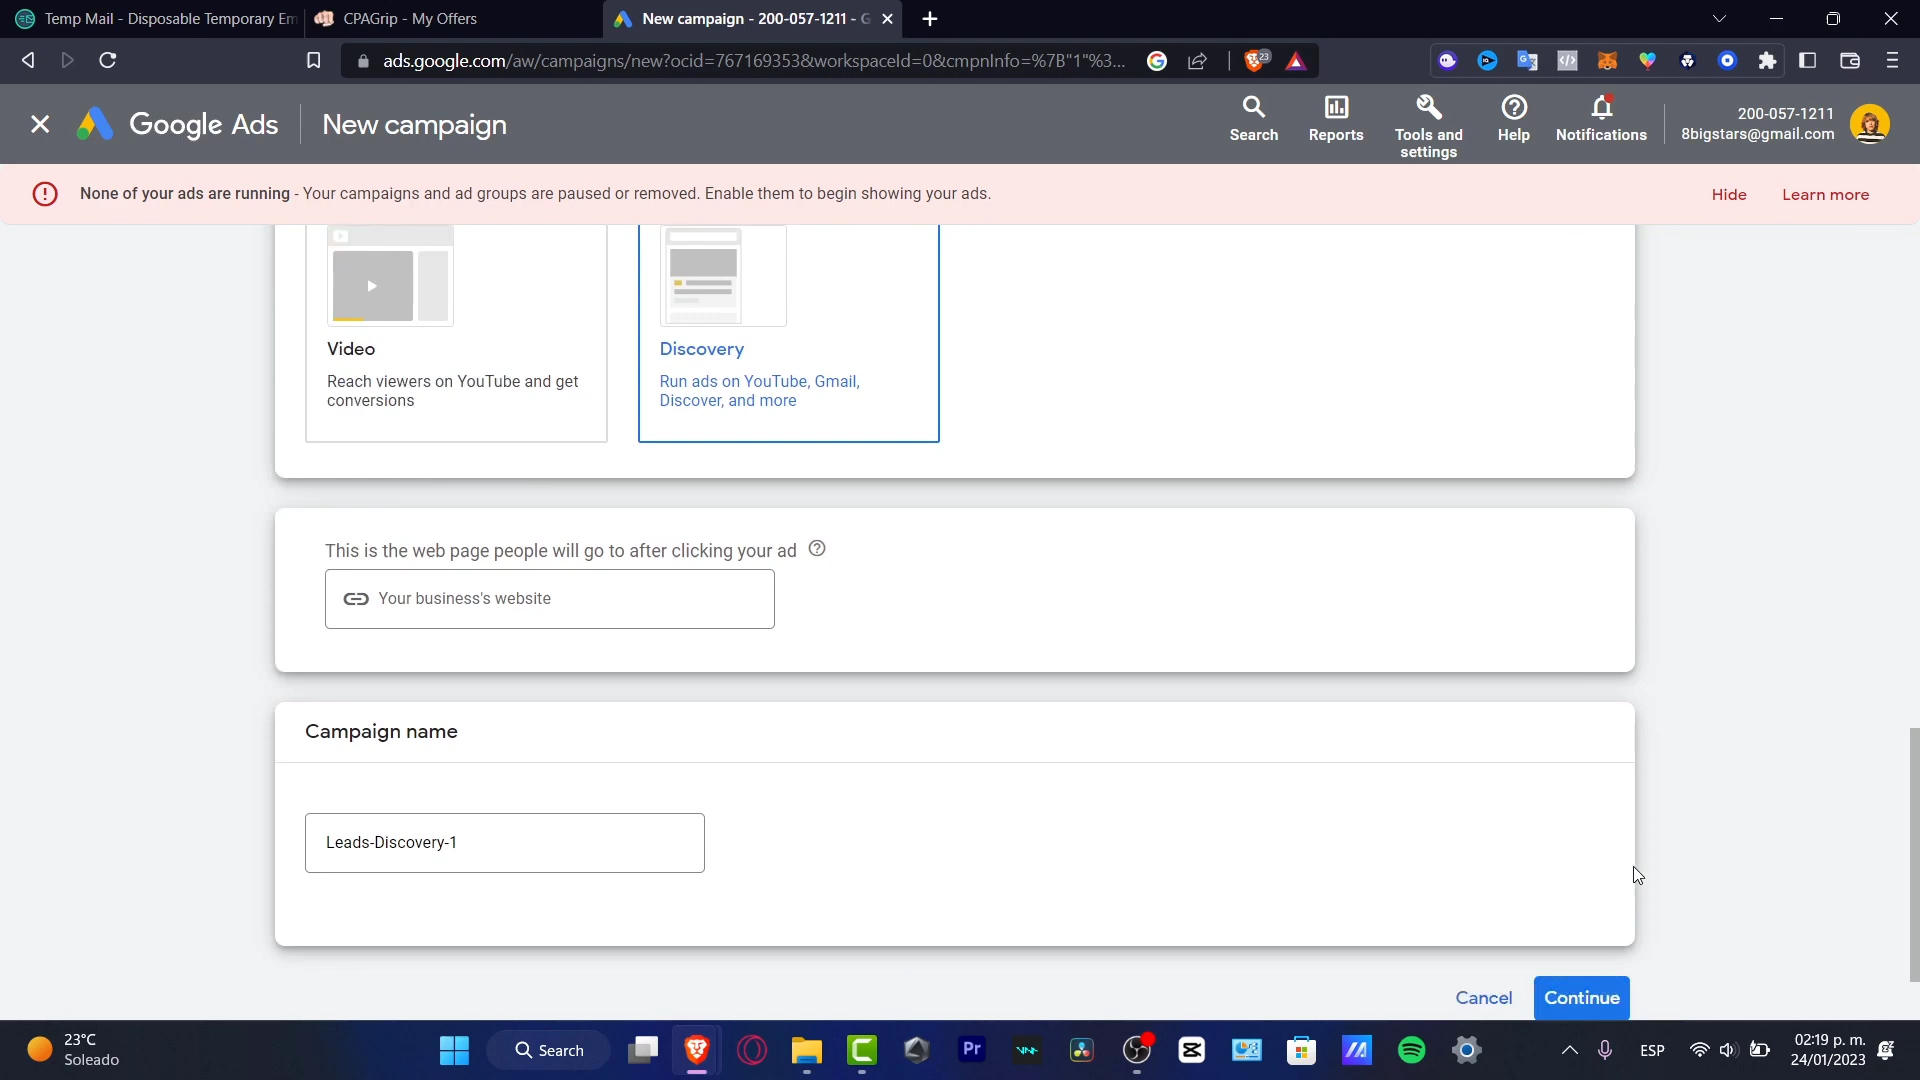 Temp Mail - Disposable Temporary Em
CPAGrip - My Offers
New campaign - 200-057-1211 - G
ads.google.com/aw/campaigns/new?ocid=767169353&workspaceId=0&cmpnInfo=%7B"1"%3...
23
Google Ads
New campaign
Search
Reports
Tools and settings
Help
Notifications
200-057-1211
8bigstars@gmail.com
None of your ads are running - Your campaigns and ad groups are paused or removed. Enable them to begin showing your ads.
Hide
Learn more
Video
Reach viewers on YouTube and get
conversions
Discovery
Run ads on YouTube, Gmail,
Discover, and more
This is the web page people will go to after clicking your ad
Your business's website
Campaign name
Leads-Discovery-1
Cancel
Continue
23°C
Soleado
Search
Pr
ESP
02:19 p. m.
24/01/2023